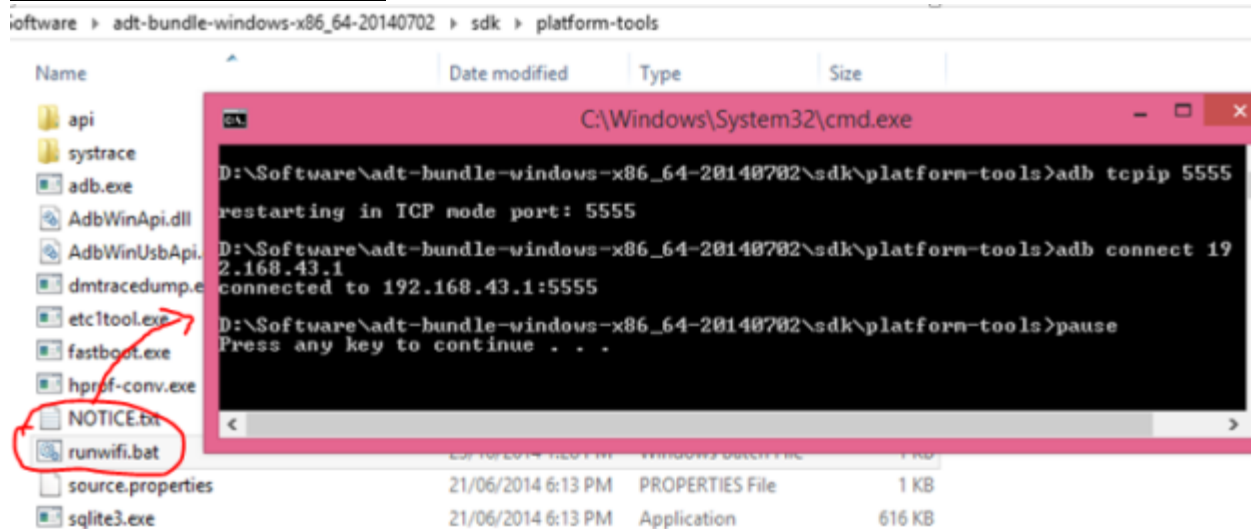 Software ▸ adt-bundle-windows-x86_64-20140702 ▸ sdk ▸ platform-tools
Name Date modified Type Size
api
systrace
adb.exe
AdbWinApi.dll
AdbWinUsbApi.
dmtracedump.e
etc1tool.exe
fastboot.exe
hprof-conv.exe
NOTICE.txt
runwifi.bat
source.properties 21/06/2014 6:13 PM PROPERTIES File 1 KB
sqlite3.exe 21/06/2014 6:13 PM Application 616 KB
C:\Windows\System32\cmd.exe
D:\Software\adt-bundle-windows-x86_64-20140702\sdk\platform-tools>adb tcpip 5555
restarting in TCP mode port: 5555
D:\Software\adt-bundle-windows-x86_64-20140702\sdk\platform-tools>adb connect 19
2.168.43.1
connected to 192.168.43.1:5555
D:\Software\adt-bundle-windows-x86_64-20140702\sdk\platform-tools>pause
Press any key to continue . . .